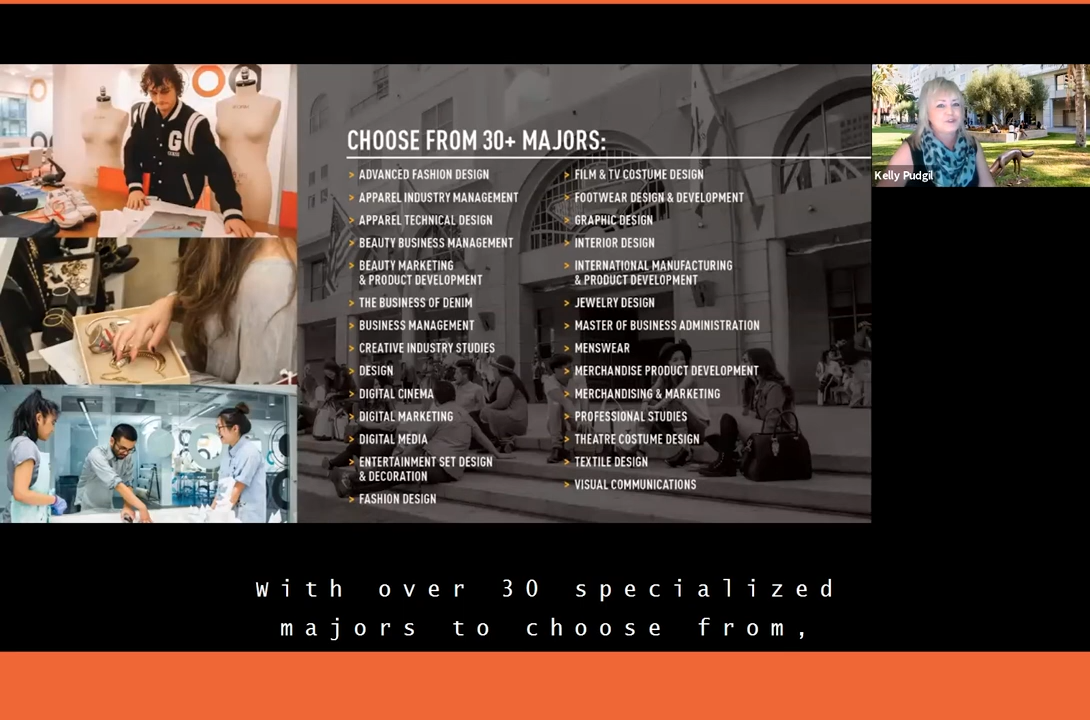 CHOOSE FROM 30+ MAJORS:
> ADVANCED FASHION DESIGN
> APPAREL INDUSTRY MANAGEMENT
> APPAREL TECHNICAL DESIGN
> BEAUTY BUSINESS MANAGEMENT
> BEAUTY MARKETING
& PRODUCT DEVELOPMENT
> THE BUSINESS OF DENIM
> BUSINESS MANAGEMENT
> CREATIVE INDUSTRY STUDIES
> DESIGN
> DIGITAL CINEMA
> DIGITAL MARKETING
> DIGITAL MEDIA
> ENTERTAINMENT SET DESIGN
& DECORATION
> FASHION DESIGN
> FILM & TV COSTUME DESIGN
> FOOTWEAR DESIGN & DEVELOPMENT
> GRAPHIC DESIGN
> INTERIOR DESIGN
> INTERNATIONAL MANUFACTURING
& PRODUCT DEVELOPMENT
> JEWELRY DESIGN
> MASTER OF BUSINESS ADMINISTRATION
> MENSWEAR
> MERCHANDISE PRODUCT DEVELOPMENT
> MERCHANDISING & MARKETING
> PROFESSIONAL STUDIES
> THEATRE COSTUME DESIGN
> TEXTILE DESIGN
> VISUAL COMMUNICATIONS
Kelly Pudgil
G
With over 30 specialized
majors to choose from,